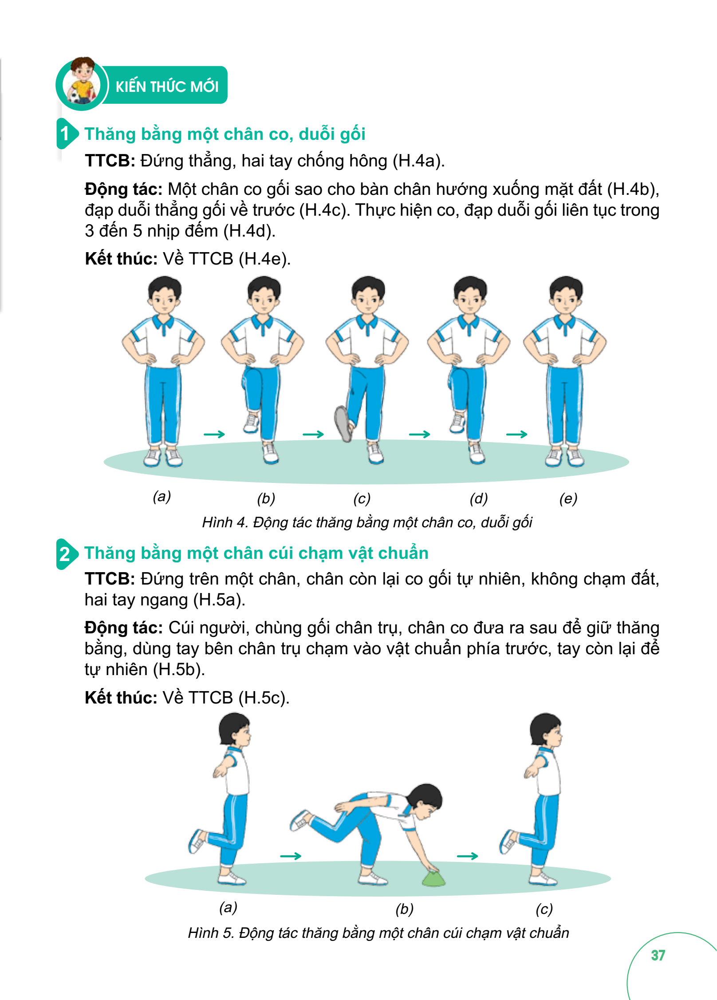 KIẾN THỨC MỚI
1 Thăng bằng một chân co, duỗi gối
TTCB: Đứng thẳng, hai tay chống hông (H.4a).
Động tác: Một chân co gối sao cho bàn chân hướng xuống mặt đất (H.4b),
đạp duỗi thẳng gối về trước (H.4c). Thực hiện co, đạp duỗi gối liên tục trong
3 đến 5 nhịp đếm (H.4d).
Kết thúc: Về TTCB (H.4e).
(a) (b) (c) (d) (e)
Hình 4. Động tác thăng bằng một chân co, duỗi gối
2 Thăng bằng một chân cúi chạm vật chuẩn
TTCB: Đứng trên một chân, chân còn lại co gối tự nhiên, không chạm đất,
hai tay ngang (H.5a).
Động tác: Cúi người, chùng gối chân trụ, chân co đưa ra sau để giữ thăng
bằng, dùng tay bên chân trụ chạm vào vật chuẩn phía trước, tay còn lại để
tự nhiên (H.5b).
Kết thúc: Về TTCB (H.5c).
(a) (b) (c)
Hình 5. Động tác thăng bằng một chân cúi chạm vật chuẩn
37